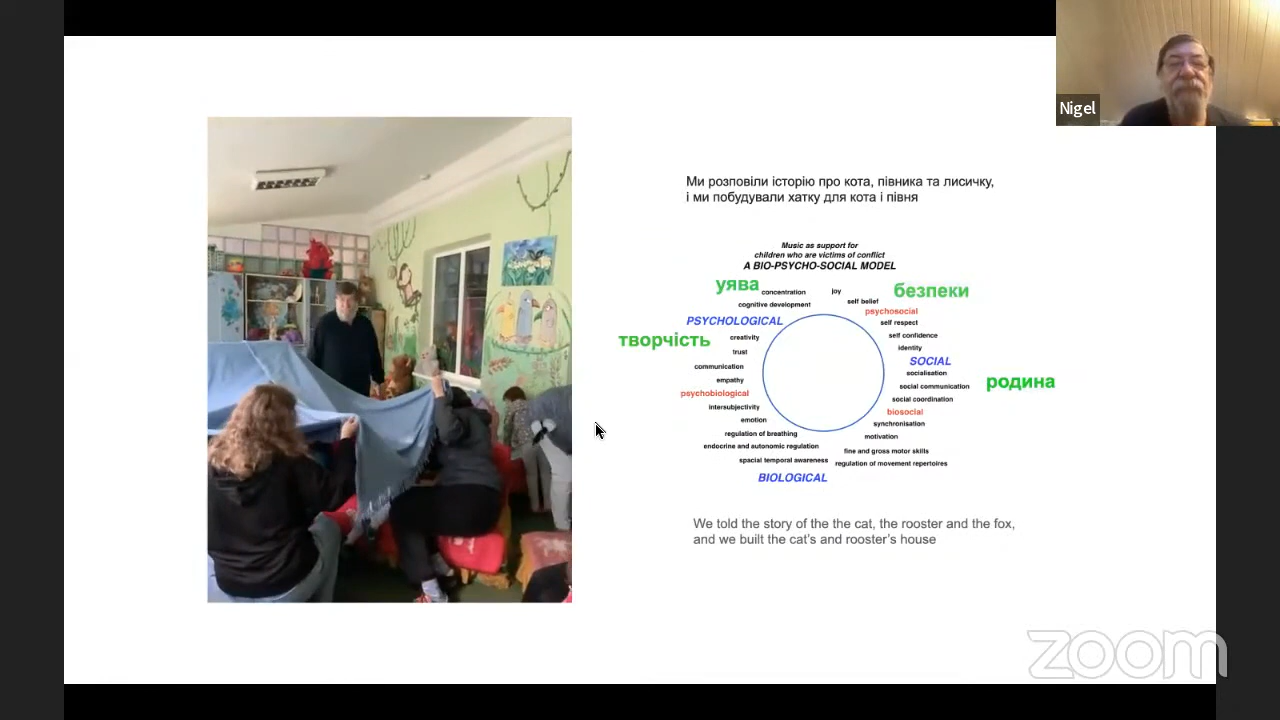 Nigel
Ми розповіли історію про кота, півника та лисичку,
і ми побудували хатку для кота і півня
Music as support for
children who are victims of conflict
A BIO-PSYCHO-SOCIAL MODEL
уява
concentration
joy
безпеки
cognitive development
self belief
psychosocial
PSYCHOLOGICAL
self respect
творчість
creativity
self confidence
trust
identity
SOCIAL
communication
socialisation
empathy
social communication
родина
psychobiological
social coordination
intersubjectivity
biosocial
emotion
synchronisation
regulation of breathing
motivation
endocrine and autonomic regulation
fine and gross motor skills
spacial temporal awareness
regulation of movement repertoires
BIOLOGICAL
We told the story of the the cat, the rooster and the fox,
and we built the cat's and rooster's house
zoom